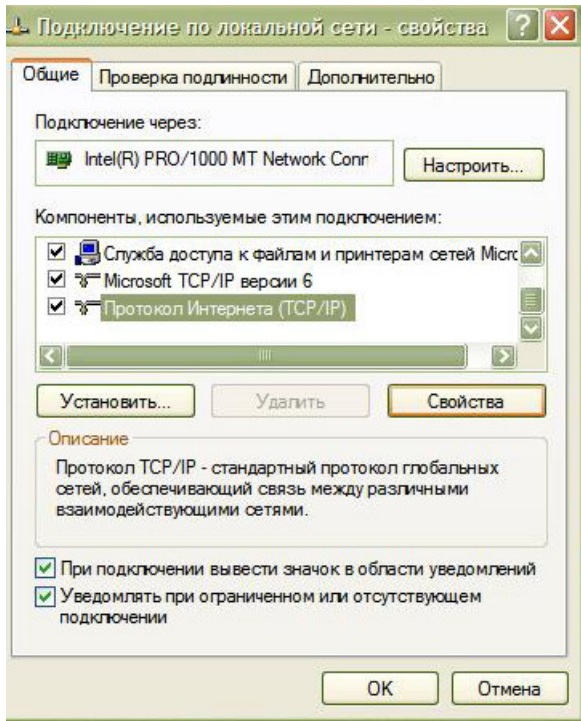 Подключение по локальной сети - свойства
Общие
Проверка подлинности
Дополнительно
Подключение через:
Intel(R) PRO/1000 MT Network Conn
Настроить...
Компоненты, используемые этим подключением:
Служба доступа к файлам и принтерам сетей Micro
Microsoft TCP/IP версии 6
Протокол Интернета (TCP/IP)
Установить...
Удалить
Свойства
Описание
Протокол TCP/IP - стандартный протокол глобальных
сетей, обеспечивающий связь между различными
взаимодействующими сетями.
При подключении вывести значок в области уведомлений
Уведомлять при ограниченном или отсутствующем
подключении
OK
Отмена